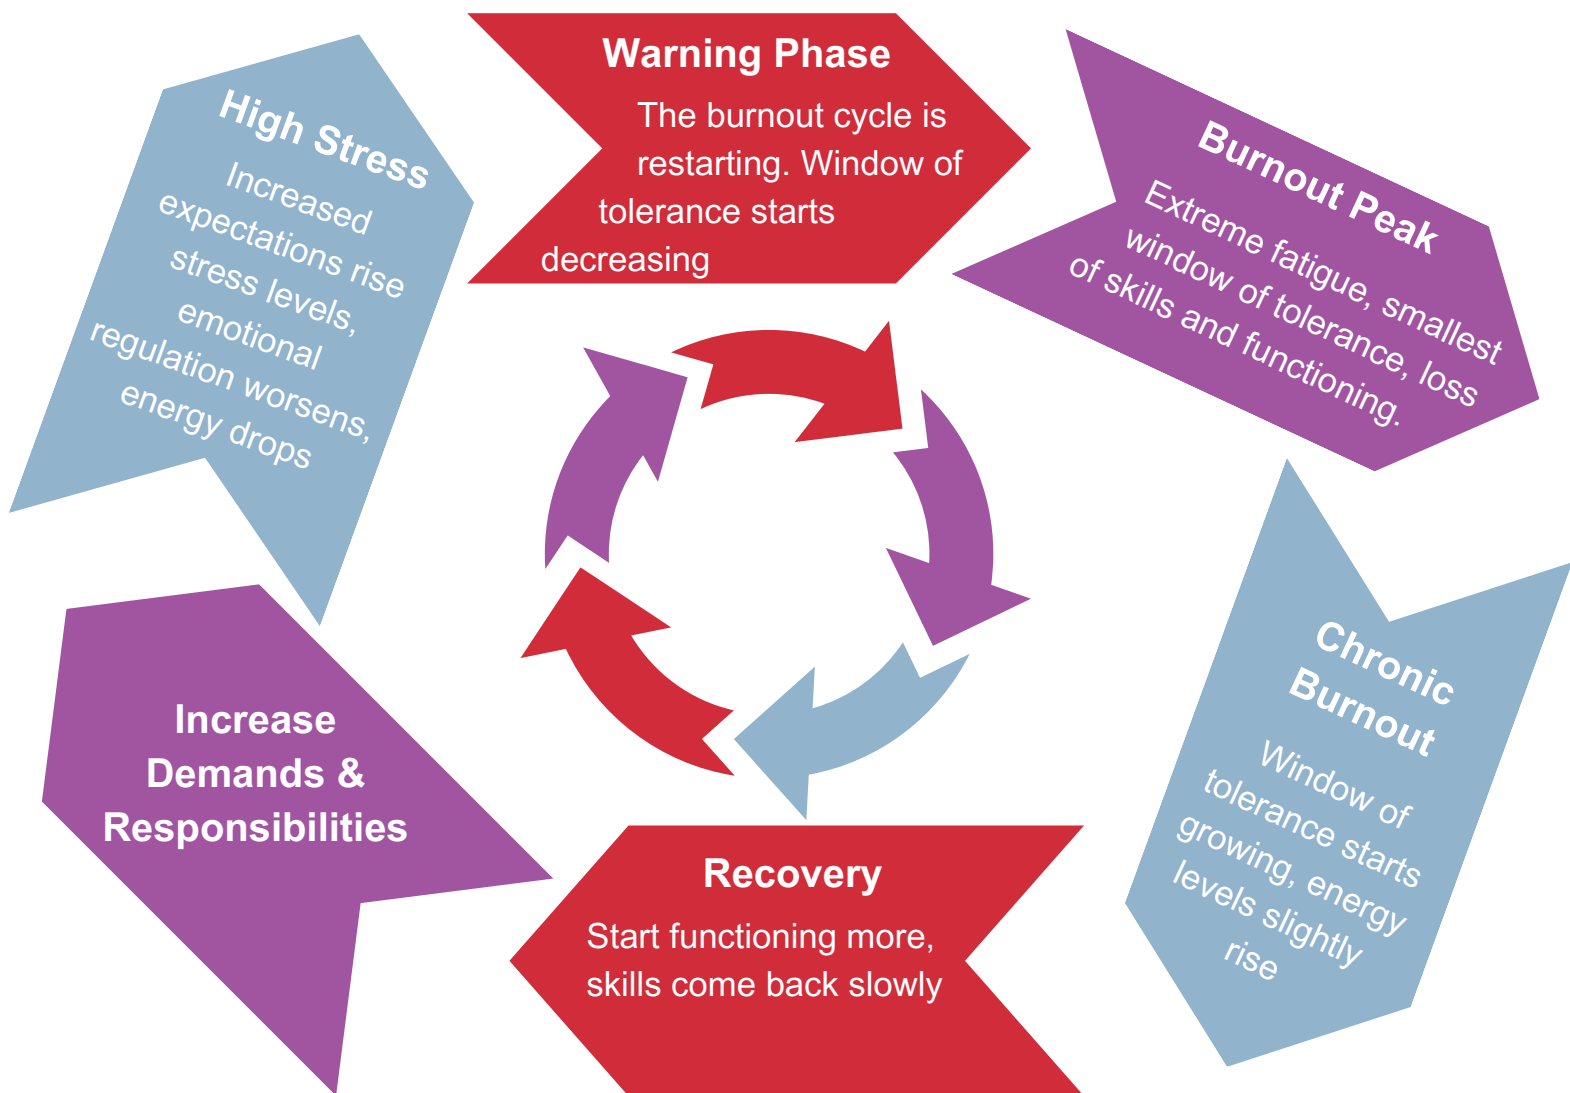 Warning Phase
The burnout cycle is
restarting. Window of
tolerance starts
decreasing
Burnout Peak
Extreme fatigue, smallest
window of tolerance, loss
of skills and functioning.
Chronic
Burnout
Window of
tolerance starts
growing, energy
levels slightly
rise
Recovery
Start functioning more,
skills come back slowly
Increase
Demands &
Responsibilities
High Stress
Increased
expectations rise
stress levels,
emotional
regulation worsens,
energy drops